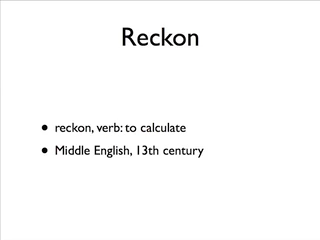 Reckon
• reckon, verb: to calculate
• Middle English, 13th century